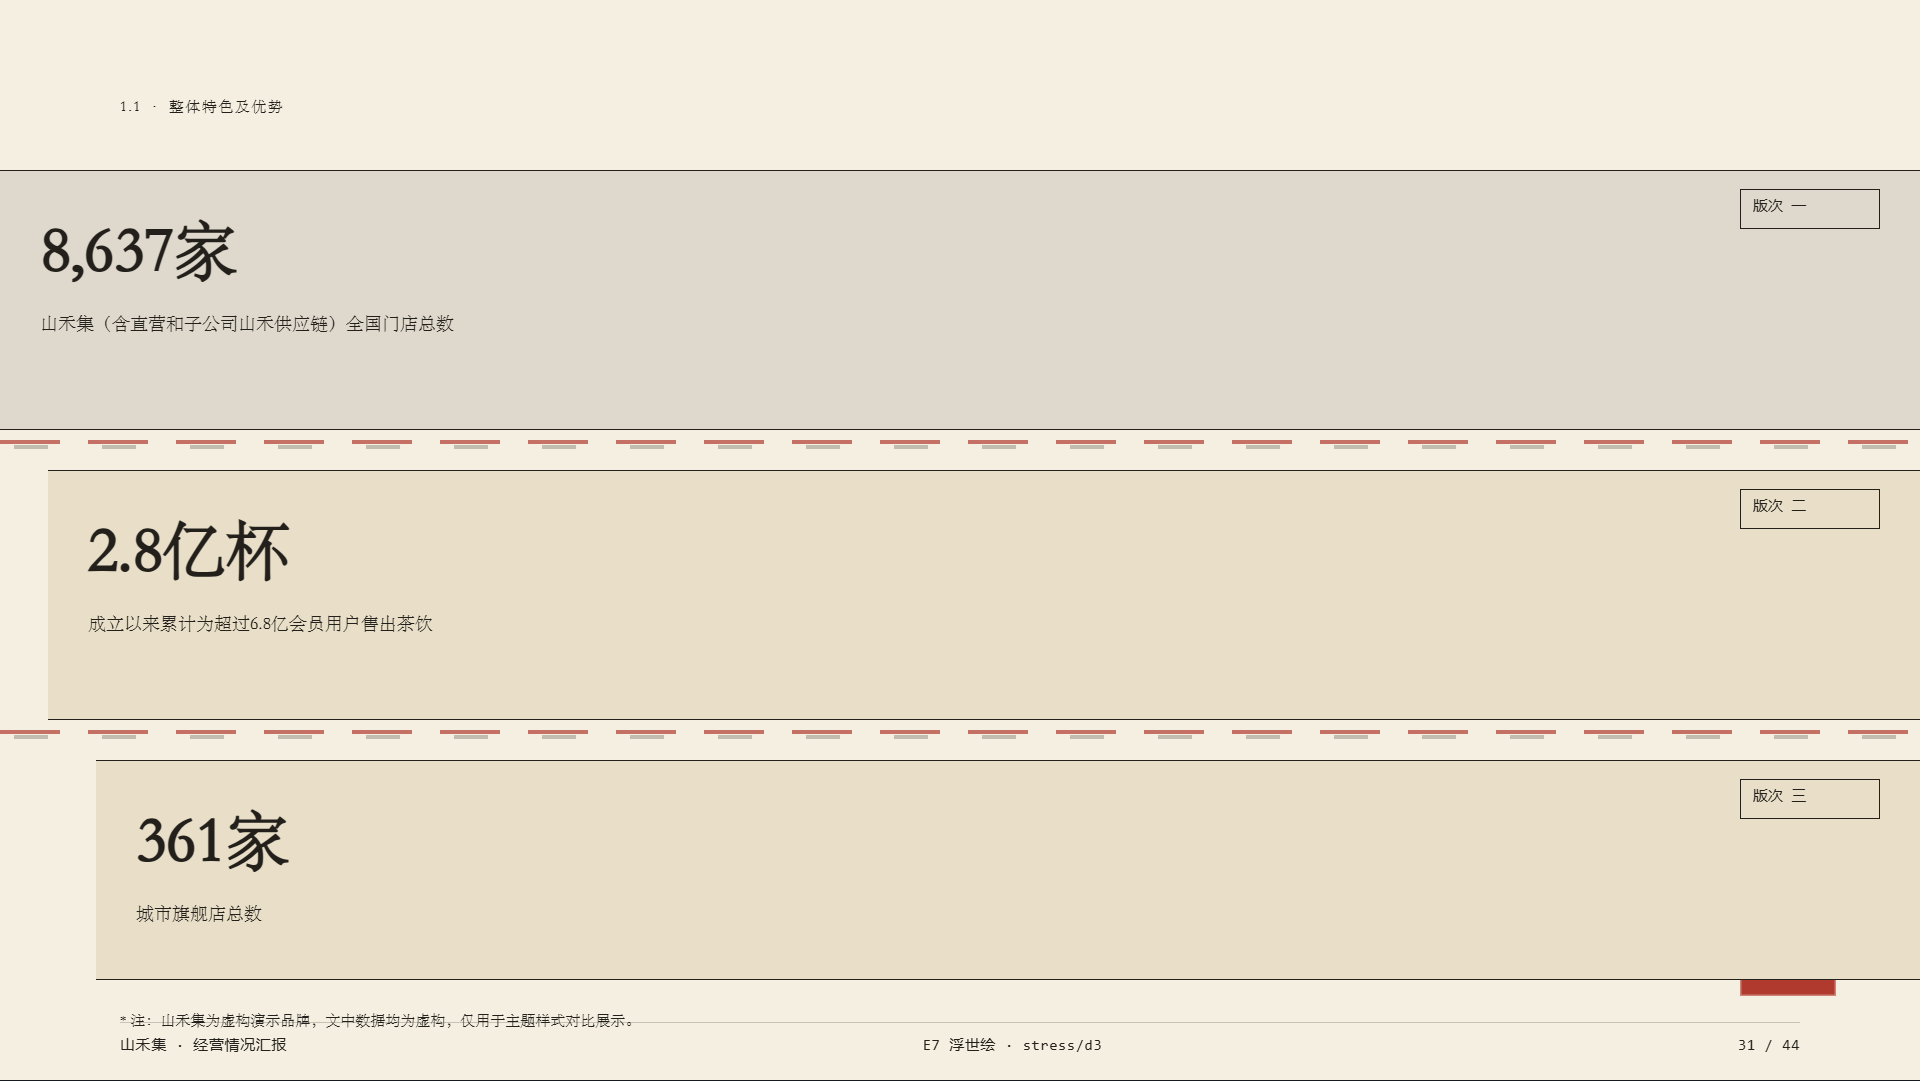 1.1 · 整体特色及优势
版次 一
8,637家
山禾集（含直营和子公司山禾供应链）全国门店总数
版次 二
2.8亿杯
成立以来累计为超过6.8亿会员用户售出茶饮
版次 三
361家
城市旗舰店总数
* 注：山禾集为虚构演示品牌，文中数据均为虚构，仅用于主题样式对比展示。
山禾集 · 经营情况汇报
E7 浮世绘 · stress/d3
31 / 44